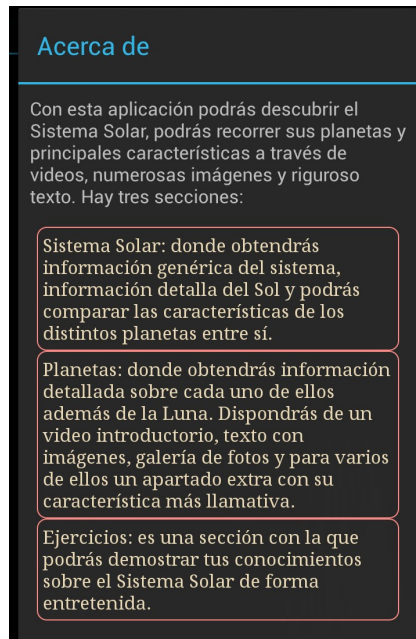 Acerca de
Con esta aplicación podrás descubrir el
Sistema Solar, podrás recorrer sus planetas y
principales características a través de
videos, numerosas imágenes y riguroso
texto. Hay tres secciones:
Sistema Solar: donde obtendrás
información genérica del sistema,
información detalla del Sol y podrás
comparar las características de los
distintos planetas entre sí.
Planetas: donde obtendrás información
detallada sobre cada uno de ellos
además de la Luna. Dispondrás de un
video introductorio, texto con
imágenes, galería de fotos y para varios
de ellos un apartado extra con su
característica más llamativa.
Ejercicios: es una sección con la que
podrás demostrar tus conocimientos
sobre el Sistema Solar de forma
entretenida.